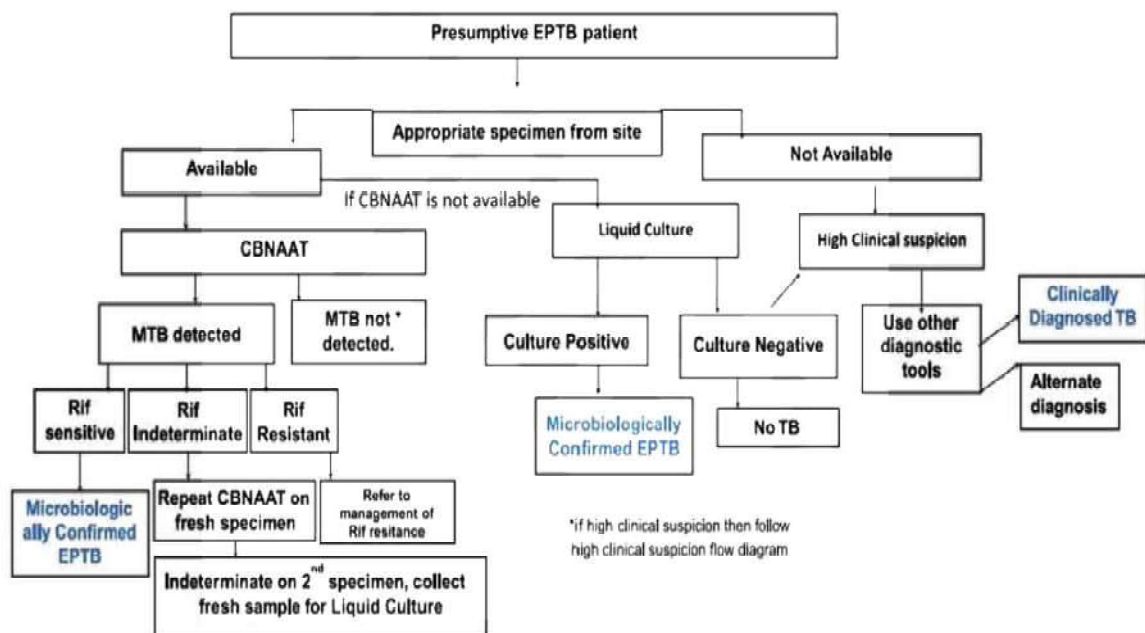 Presumptive EPTB patient
Appropriate specimen from site
Available
Not Available
If CBNAAT is not available
Liquid Culture
High Clinical suspicion
CBNAAT
MTB detected
MTB not *
detected.
Culture Positive
Culture Negative
Use other
diagnostic
tools
Clinically
Diagnosed TB
Alternate
diagnosis
Rif
sensitive
Rif
Indeterminate
Rif
Resistant
Microbiologically
Confirmed EPTB
No TB
Microbiologic
ally Confirmed
EPTB
Repeat CBNAAT on
fresh specimen
Refer to
management of
Rif resitance
*if high clinical suspicion then follow
high clinical suspicion flow diagram
Indeterminate on 2nd specimen, collect
fresh sample for Liquid Culture